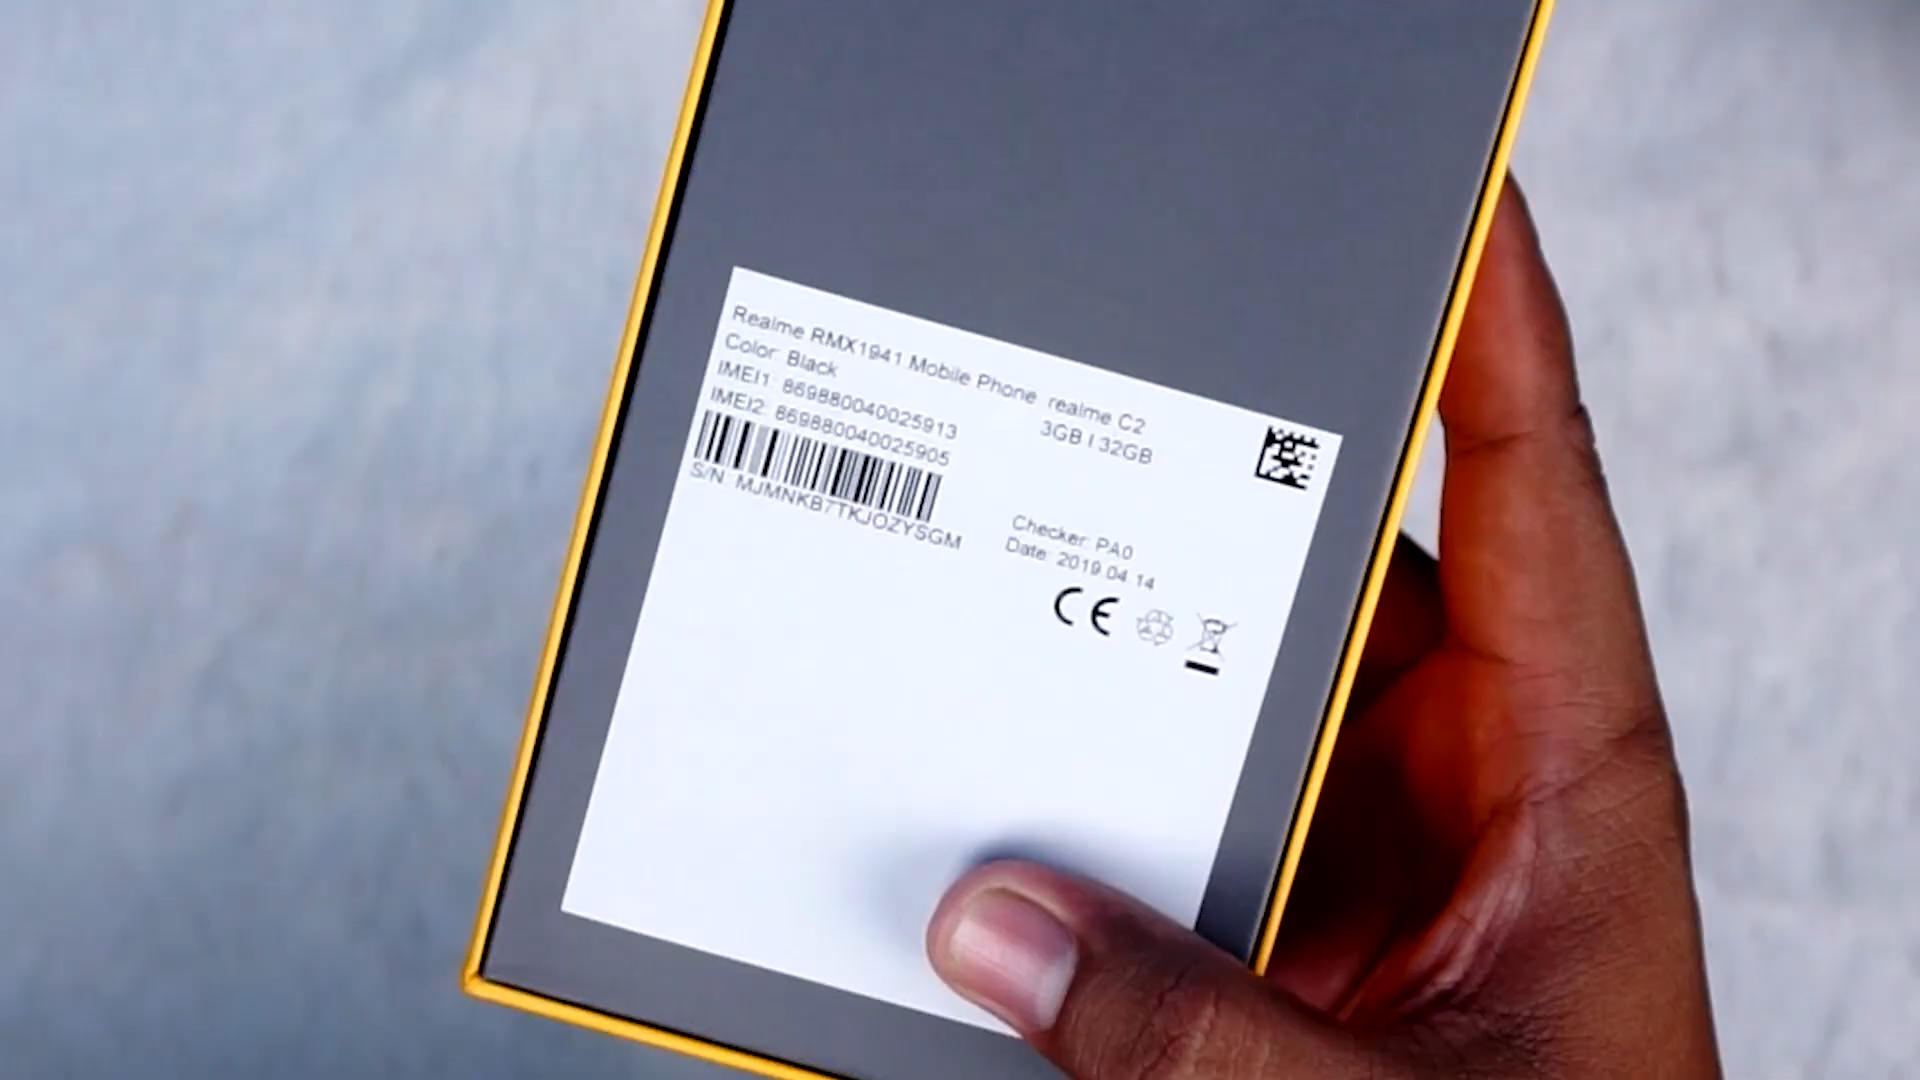 Realme RMX1941 Mobile Phone realme C2
Color: Black 3GB | 32GB
IMEI1: 869880040025913
IMEI2: 869880040025905
S/N: MJMNKB7TKJOZYSGM
Checker: PA0
Date: 2019.04.14
CE